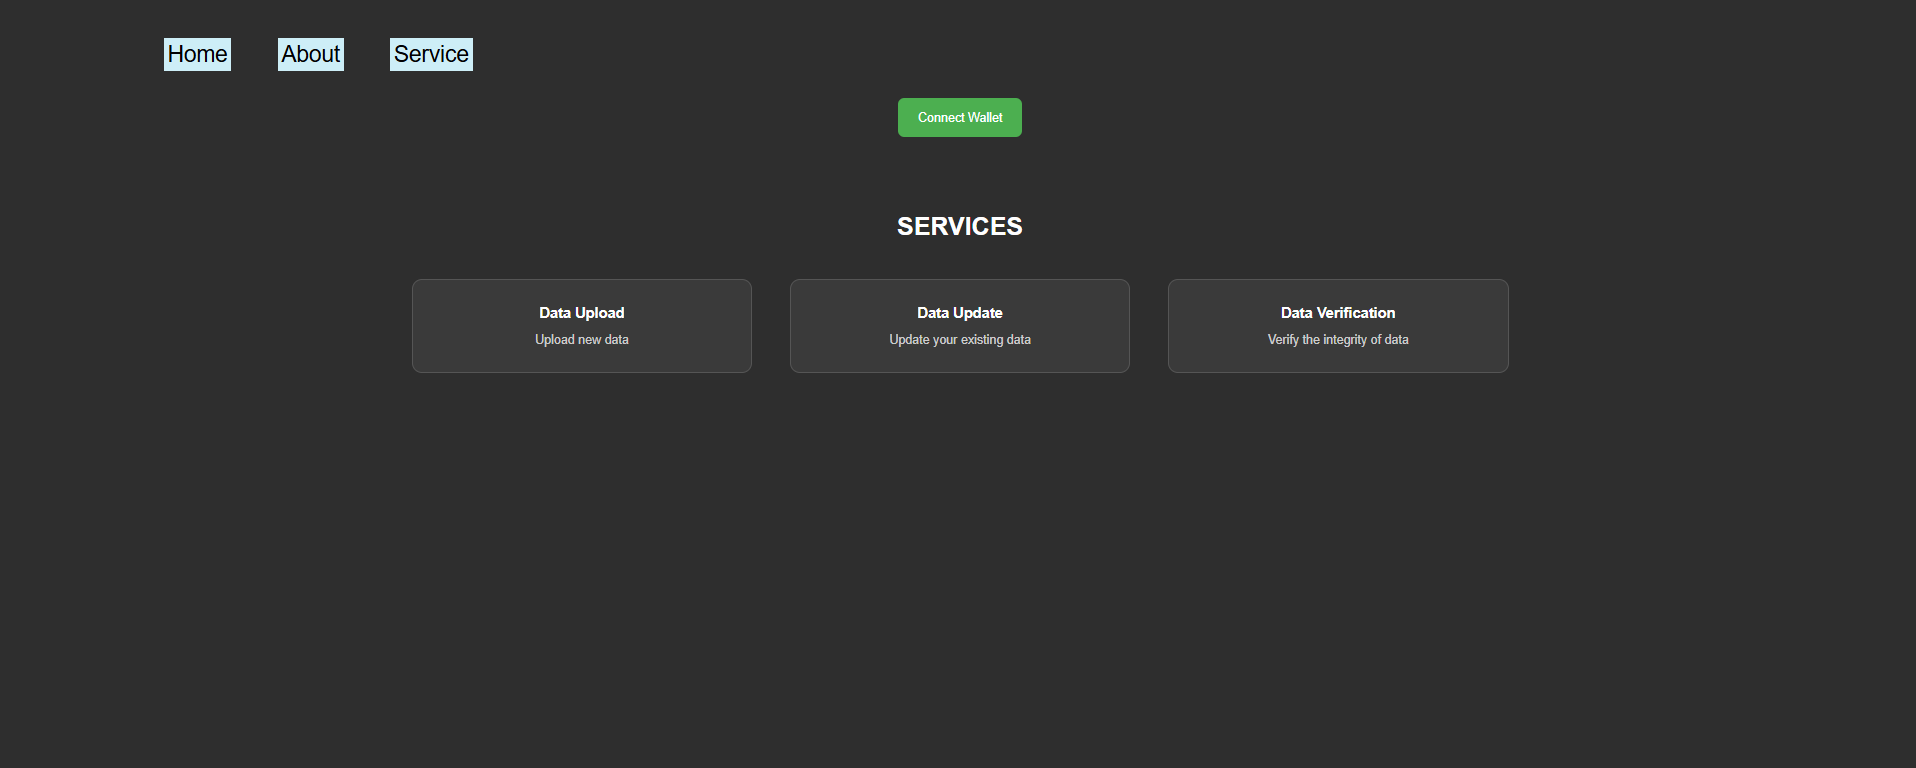 Home About Service
Connect Wallet
SERVICES
Data Upload
Upload new data
Data Update
Update your existing data
Data Verification
Verify the integrity of data